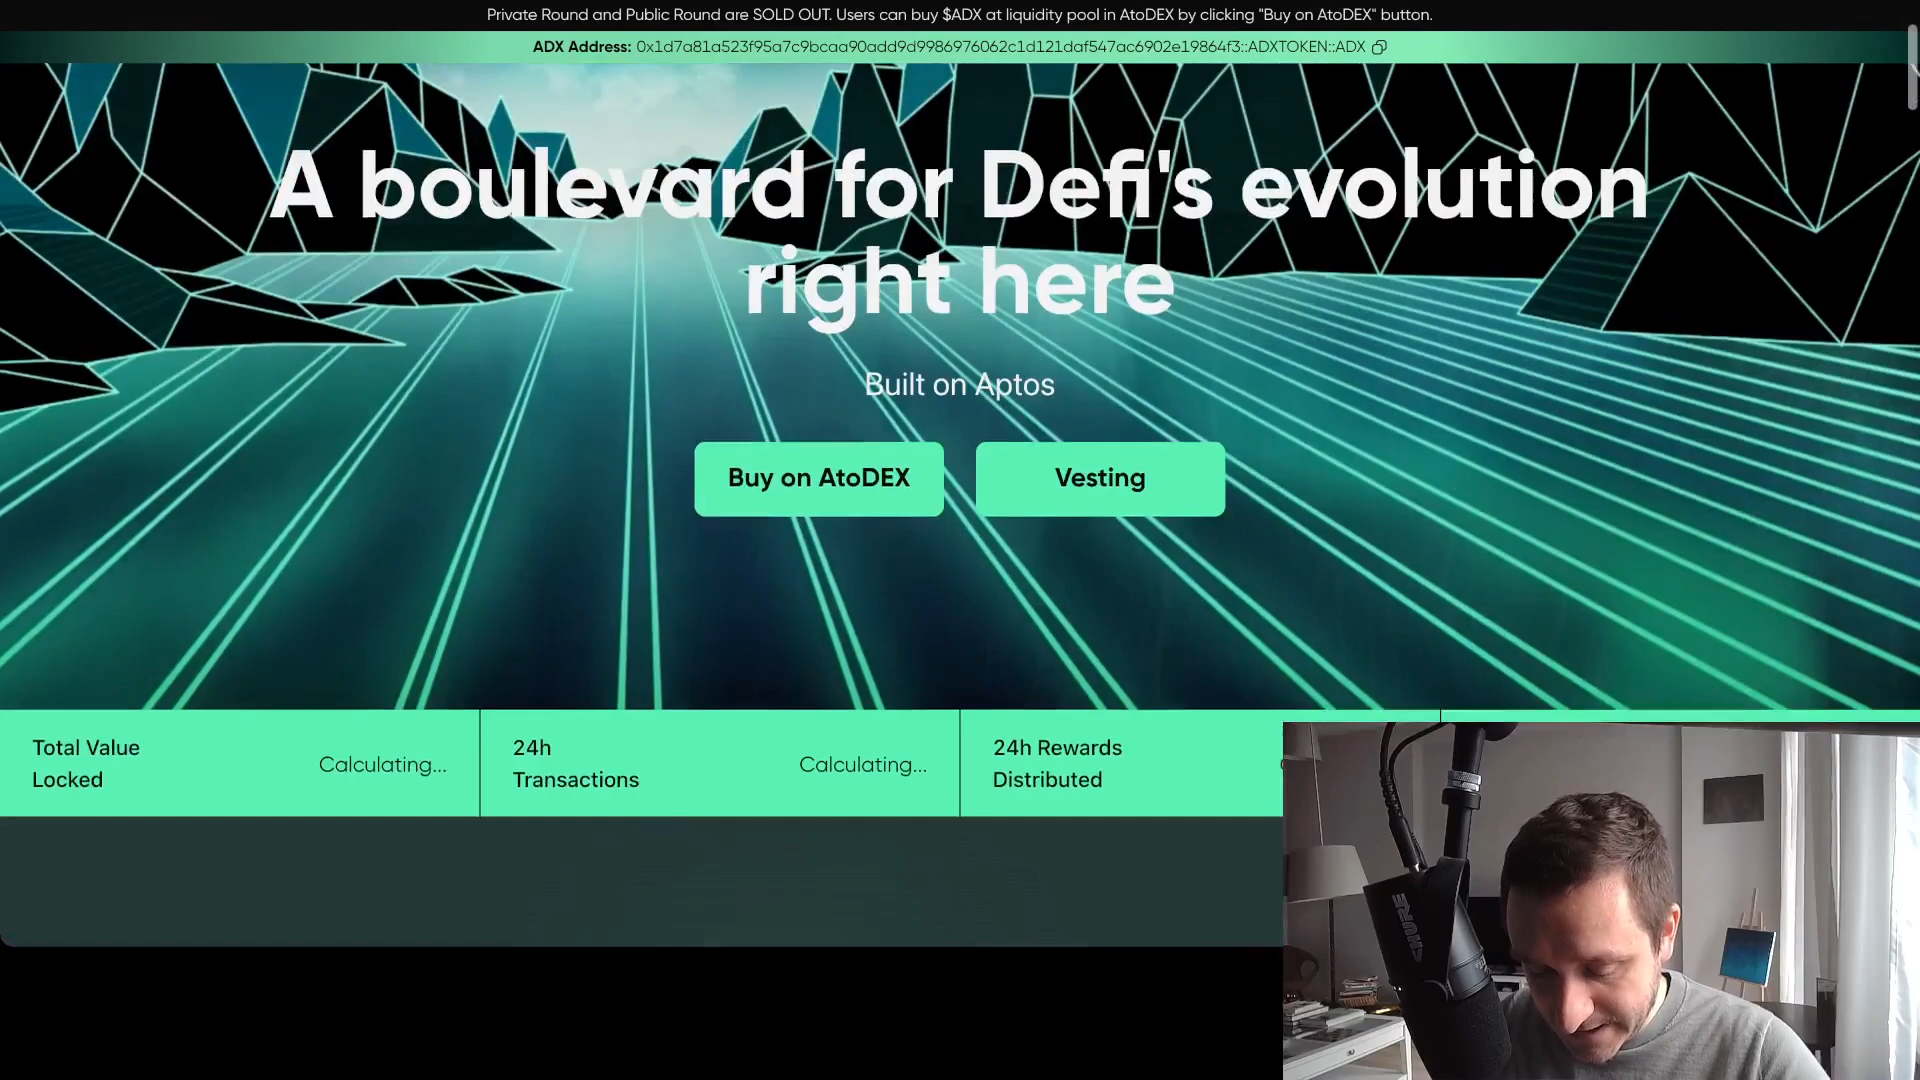 Private Round and Public Round are SOLD OUT. Users can buy $ADX at liquidity pool in AtoDEX by clicking "Buy on AtoDEX" button.
ADX Address: 0x1d7a81a523f95a7c9bcaa90add9d9986976062c1d121daf547ac6902e19864f3::ADXTOKEN::ADX
A boulevard for Defi's evolution
right here
Built on Aptos
Buy on AtoDEX
Vesting
Total Value
Locked
Calculating...
24h
Transactions
Calculating...
24h Rewards
Distributed
SHURE